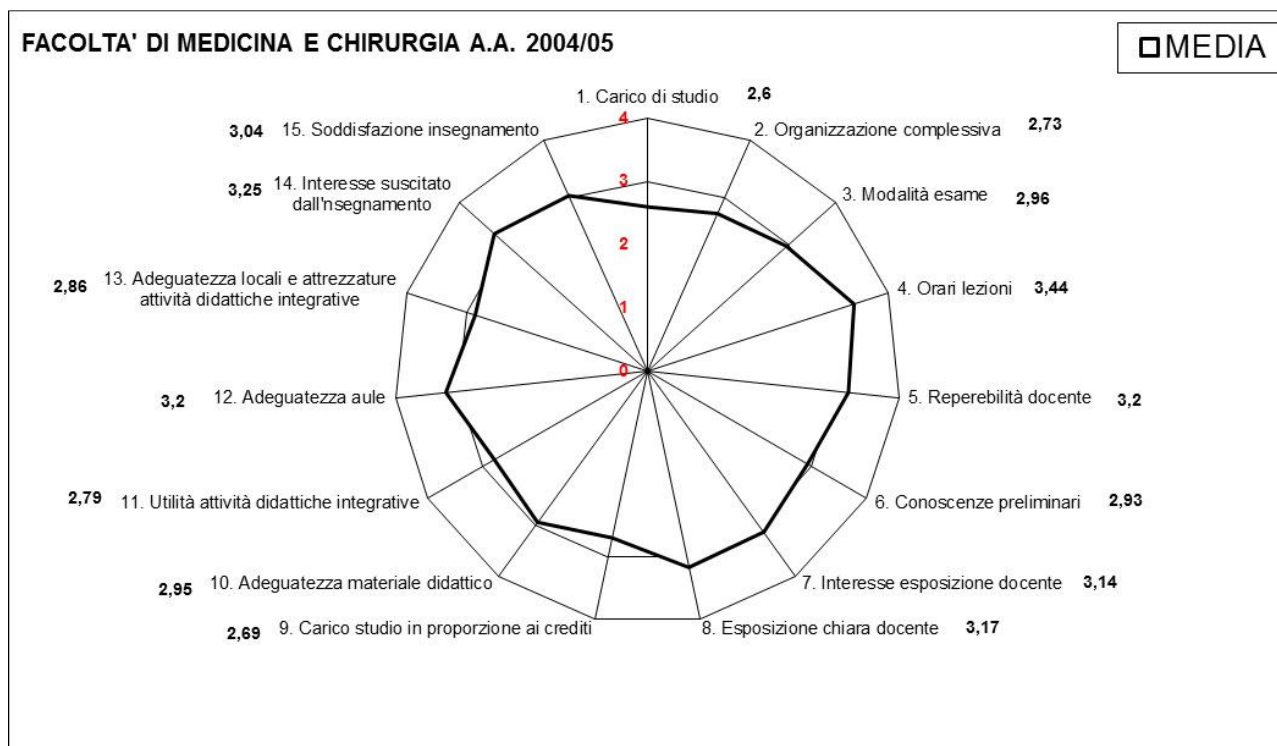 FACOLTA' DI MEDICINA E CHIRURGIA A.A. 2004/05
MEDIA
1. Carico di studio 2,6
2. Organizzazione complessiva 2,73
3. Modalità esame 2,96
4. Orari lezioni 3,44
5. Reperebilità docente 3,2
6. Conoscenze preliminari 2,93
7. Interesse esposizione docente 3,14
8. Esposizione chiara docente 3,17
2,69 9. Carico studio in proporzione ai crediti
2,95 10. Adeguatezza materiale didattico
2,79 11. Utilità attività didattiche integrative
3,2 12. Adeguatezza aule
2,86 13. Adeguatezza locali e attrezzature
attività didattiche integrative
3,25 14. Interesse suscitato
dall'nsegnamento
3,04 15. Soddisfazione insegnamento
4
3
2
1
0